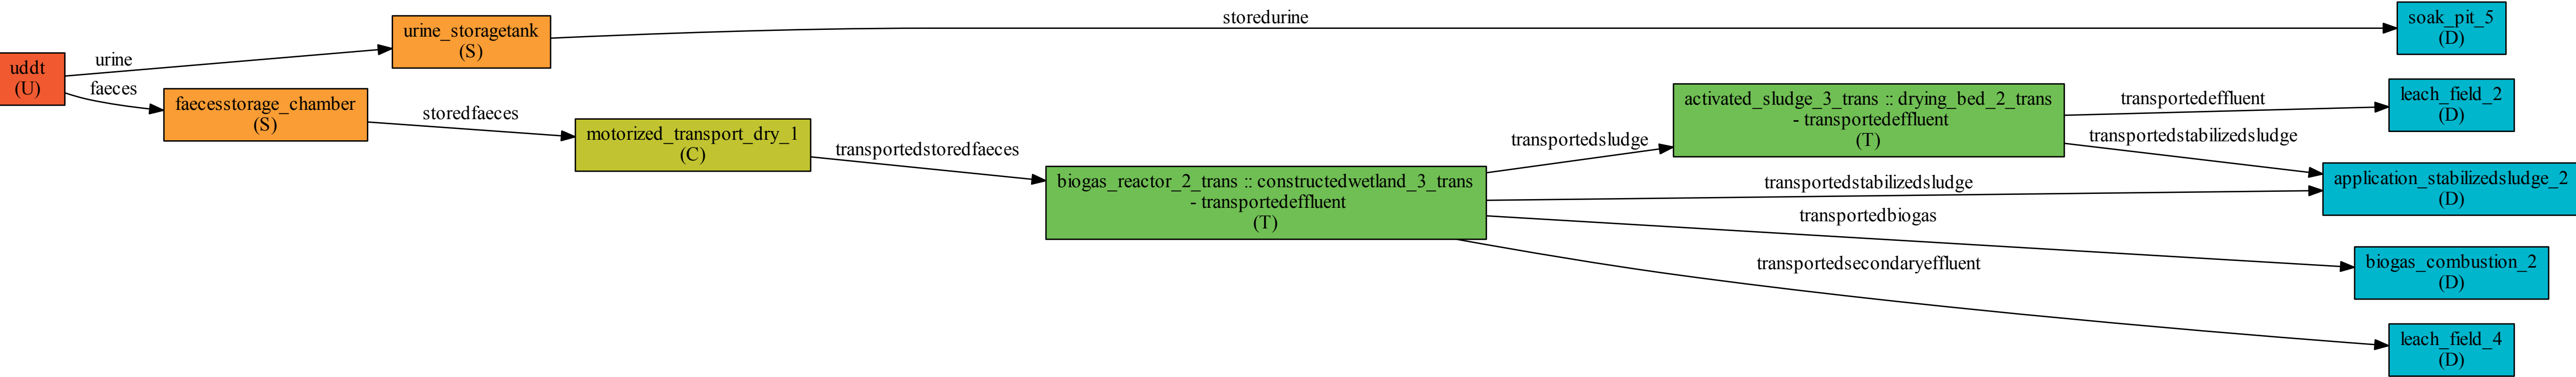 uddt
(U)
urine
faeces
urine_storagetank
(S)
faecesstorage_chamber
(S)
storedurine
storedfaeces
motorized_transport_dry_1
(C)
transportedstoredfaeces
biogas_reactor_2_trans :: constructedwetland_3_trans
- transportedeffluent
(T)
transportedsludge
activated_sludge_3_trans :: drying_bed_2_trans
- transportedeffluent
(T)
transportedeffluent
transportedstabilizedsludge
transportedstabilizedsludge
transportedbiogas
transportedsecondaryeffluent
soak_pit_5
(D)
leach_field_2
(D)
application_stabilizedsludge_2
(D)
biogas_combustion_2
(D)
leach_field_4
(D)